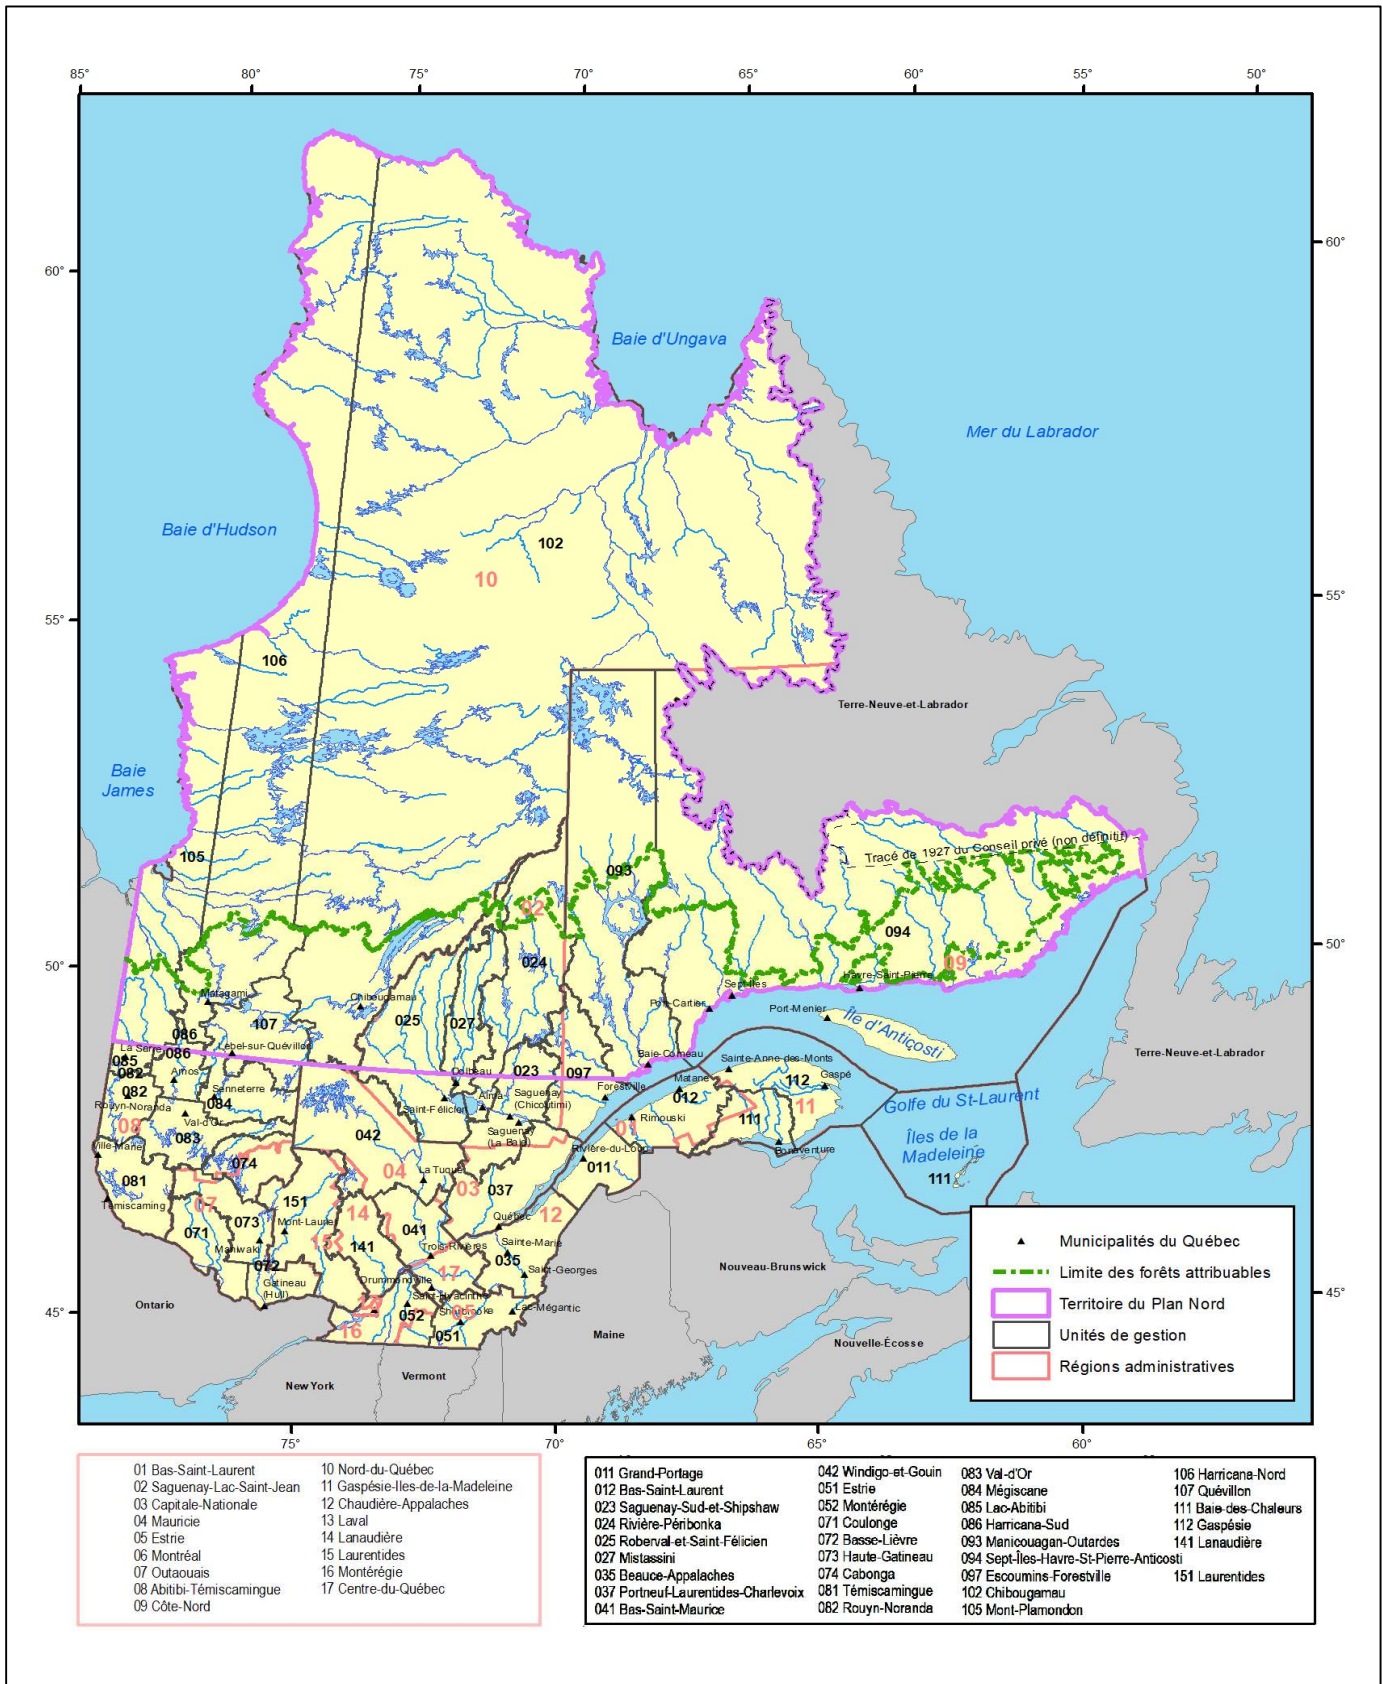 85° 80° 75° 70° 65° 60° 55° 50°
60° 60°
Baie d'Ungava
Mer du Labrador
Baie d'Hudson
102
10
55° 55°
106
Terre-Neuve-et-Labrador
Baie
James
105
Tracé de 1927 du Conseil privé (non définitif)
093
02
094
50° 50°
024
09
Havre-Saint-Pierre
Sept-Îles
Matagami
Chibougamau
Port-Cartier
Port-Menier
025
027
107
Île d'Anticosti
086
La Sarre
Lebel-sur-Quévillon
086
085
Terre-Neuve-et-Labrador
Baie-Comeau
Sainte-Anne-des-Monts
082
Amos
Dolbeau
023
097
Matane
112
Gaspé
082
Senneterre
084
Forestville
012
Rouyn-Noranda
Saint-Félicien
Alma
Saguenay
(Chicoutimi)
11
Golfe du St-Laurent
Val-d'Or
08
083
042
Saguenay
(La Baie)
01
Rimouski
111
Îles de la
Madeleine
Ville-Marie
074
Rivière-du-Loup
Bonaventure
081
04
La Tuque
011
111
Témiscaming
07
151
03
037
14
12
071
073
Mont-Laurier
041
Québec
Maniwaki
15
141
Trois-Rivières
Sainte-Marie
072
035
Gatineau
(Hull)
Drummondville
17
Saint-Georges
Nouveau-Brunswick
Ontario
Saint-Hyacinthe
Sherbrooke
05
Lac-Mégantic
45° 45°
16
052
051
Maine
Nouvelle-Écosse
Vermont
New York
Municipalités du Québec
Limite des forêts attribuables
Territoire du Plan Nord
Unités de gestion
Régions administratives
75° 70° 65° 60°
01 Bas-Saint-Laurent
02 Saguenay-Lac-Saint-Jean
03 Capitale-Nationale
04 Mauricie
05 Estrie
06 Montréal
07 Outaouais
08 Abitibi-Témiscamingue
09 Côte-Nord
10 Nord-du-Québec
11 Gaspésie-Iles-de-la-Madeleine
12 Chaudière-Appalaches
13 Laval
14 Lanaudière
15 Laurentides
16 Montérégie
17 Centre-du-Québec
011 Grand-Portage
012 Bas-Saint-Laurent
023 Saguenay-Sud-et-Shipshaw
024 Rivière-Péribonka
025 Roberval-et-Saint-Félicien
027 Mistassini
035 Beauce-Appalaches
037 Portneuf-Laurentides-Charlevoix
041 Bas-Saint-Maurice
042 Windigo-et-Gouin
051 Estrie
052 Montérégie
071 Coulonge
072 Basse-Lièvre
073 Haute-Gatineau
074 Cabonga
081 Témiscamingue
082 Rouyn-Noranda
083 Val-d'Or
084 Mégiscane
085 Lac-Abitibi
086 Harricana-Sud
093 Manicouagan-Outardes
094 Sept-Îles-Havre-St-Pierre-Anticosti
097 Escoumins-Forestville
102 Chibougamau
105 Mont-Plamondon
106 Harricana-Nord
107 Quévillon
111 Baie-des-Chaleurs
112 Gaspésie
141 Lanaudière
151 Laurentides